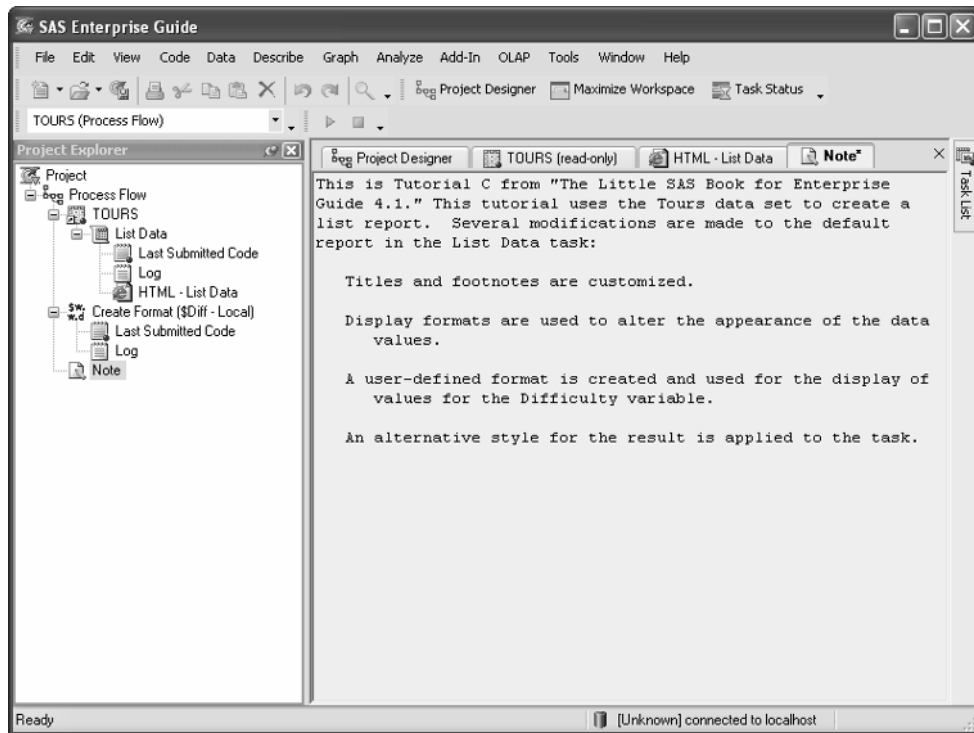 SAS Enterprise Guide
File Edit View Code Data Describe Graph Analyze Add-In OLAP Tools Window Help
Project Designer Maximize Workspace Task Status
TOURS (Process Flow)
Project Explorer
Project
Process Flow
TOURS
List Data
Last Submitted Code
Log
HTML - List Data
Create Format ($Diff - Local)
Last Submitted Code
Log
Note
Project Designer TOURS (read-only) HTML - List Data Note*
This is Tutorial C from "The Little SAS Book for Enterprise
Guide 4.1." This tutorial uses the Tours data set to create a
list report.  Several modifications are made to the default
report in the List Data task:
Titles and footnotes are customized.
Display formats are used to alter the appearance of the data
values.
A user-defined format is created and used for the display of
values for the Difficulty variable.
An alternative style for the result is applied to the task.
Task List
Ready
[Unknown] connected to localhost